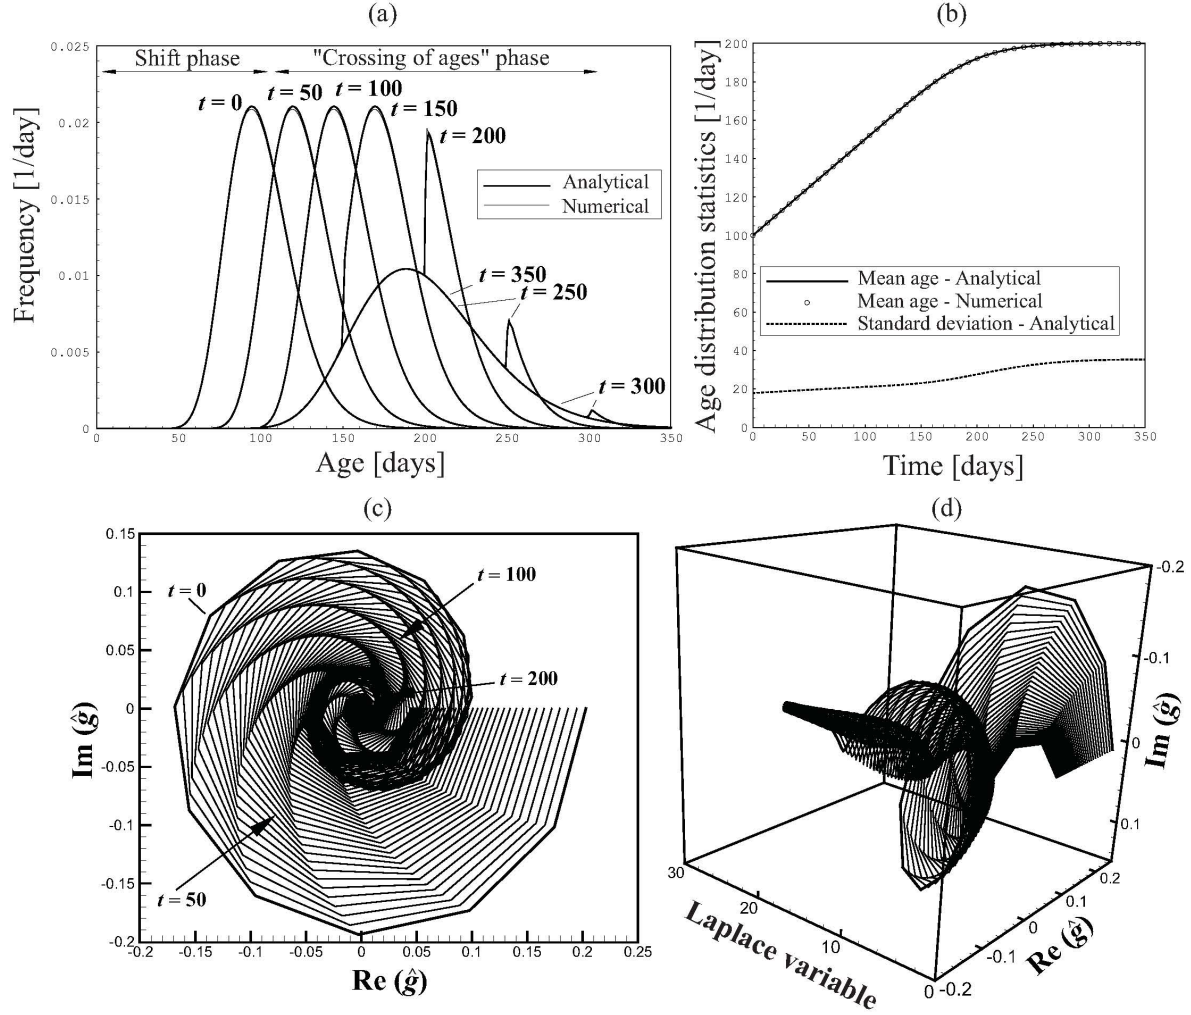 (a)
Frequency [1/day]
0.025
0.02
0.015
0.01
0.005
0
Shift phase
"Crossing of ages" phase
t = 0
t = 50
t = 100
t = 150
t = 200
Analytical
Numerical
t = 350
t = 250
t = 300
0 50 100 150 200 250 300 350
Age [days]
(b)
Age distribution statistics [1/day]
200
180
160
140
120
100
80
60
40
20
0
Mean age - Analytical
Mean age - Numerical
Standard deviation - Analytical
0 50 100 150 200 250 300 350
Time [days]
(c)
Im (ĝ)
0.15
0.1
0.05
0
-0.05
-0.1
-0.15
-0.2
t = 0
t = 100
t = 200
t = 50
-0.2 -0.15 -0.1 -0.05 0 0.05 0.1 0.15 0.2 0.25
Re (ĝ)
(d)
-0.2
-0.1
0
0.1
Im (ĝ)
30
20
10
0
Laplace variable
-0.2
-0.1
0
0.1
0.2
Re (ĝ)